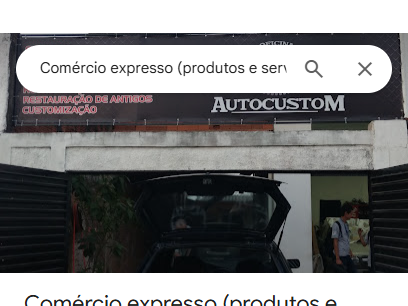 OFICINA
Comércio expresso (produtos e serv
RESTAURAÇÃO DE ANTIGOS
CUSTOMIZAÇÃO
AUTOCUSTOM
Comércio expresso (produtos e